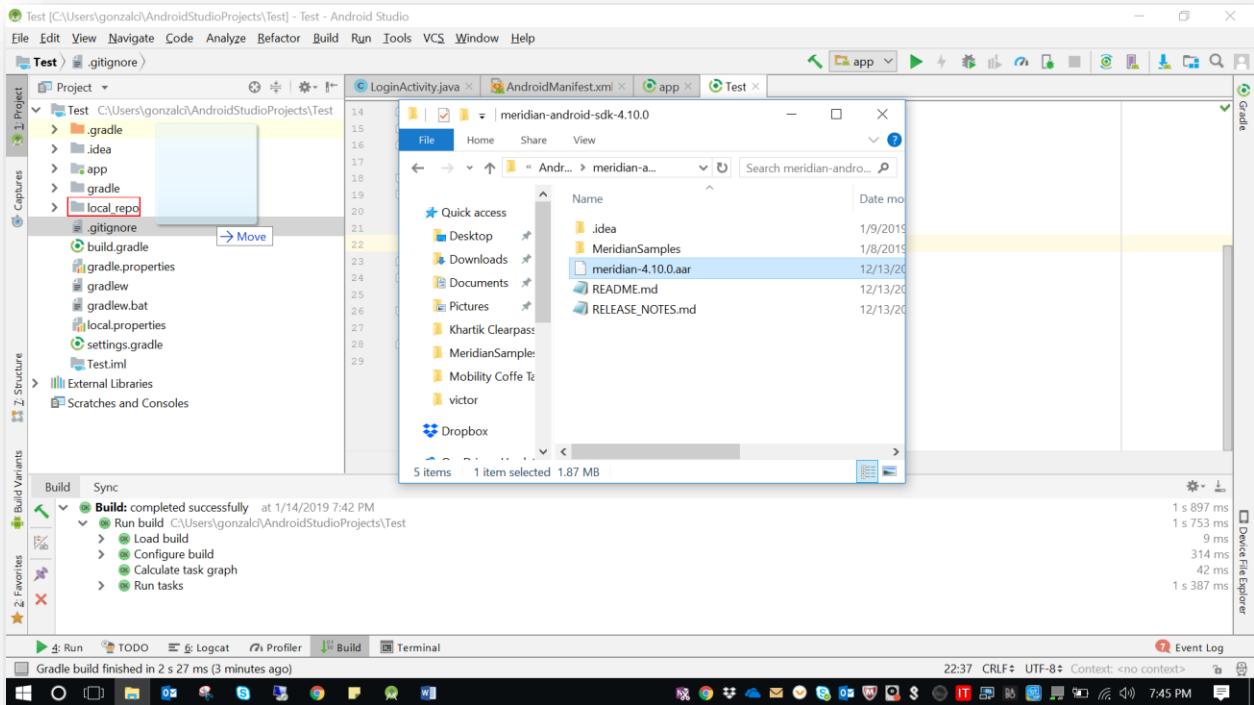 Test [C:\Users\gonzalci\AndroidStudioProjects\Test] - Test - Android Studio
File Edit View Navigate Code Analyze Refactor Build Run Tools VCS Window Help
Test .gitignore app
1: Project
Captures
7: Structure
Build Variants
2: Favorites
Project
LoginActivity.java AndroidManifest.xml app Test
Test C:\Users\gonzalci\AndroidStudioProjects\Test
.gradle
.idea
app
gradle
local_repo
.gitignore
Move
build.gradle
gradle.properties
gradlew
gradlew.bat
local.properties
settings.gradle
Test.iml
External Libraries
Scratches and Consoles
14
15
16
17
18
19
20
21
22
23
24
25
26
27
28
29
meridian-android-sdk-4.10.0
File Home Share View
« Andr... > meridian-a... Search meridian-andro...
Quick access
Desktop
Downloads
Documents
Pictures
Khartik Clearpass
MeridianSamples
Mobility Coffe Ta
victor
Dropbox
Name Date mo
.idea 1/9/2019
MeridianSamples 1/8/2019
meridian-4.10.0.aar 12/13/20
README.md 12/13/20
RELEASE_NOTES.md 12/13/20
5 items 1 item selected 1.87 MB
Gradle
Device File Explorer
Build Sync
Build: completed successfully at 1/14/2019 7:42 PM 1 s 897 ms
Run build C:\Users\gonzalci\AndroidStudioProjects\Test 1 s 753 ms
Load build 9 ms
Configure build 314 ms
Calculate task graph 42 ms
Run tasks 1 s 387 ms
4: Run TODO 6: Logcat Profiler Build Terminal 7 Event Log
Gradle build finished in 2 s 27 ms (3 minutes ago) 22:37 CRLF UTF-8 Context: <no context>
7:45 PM